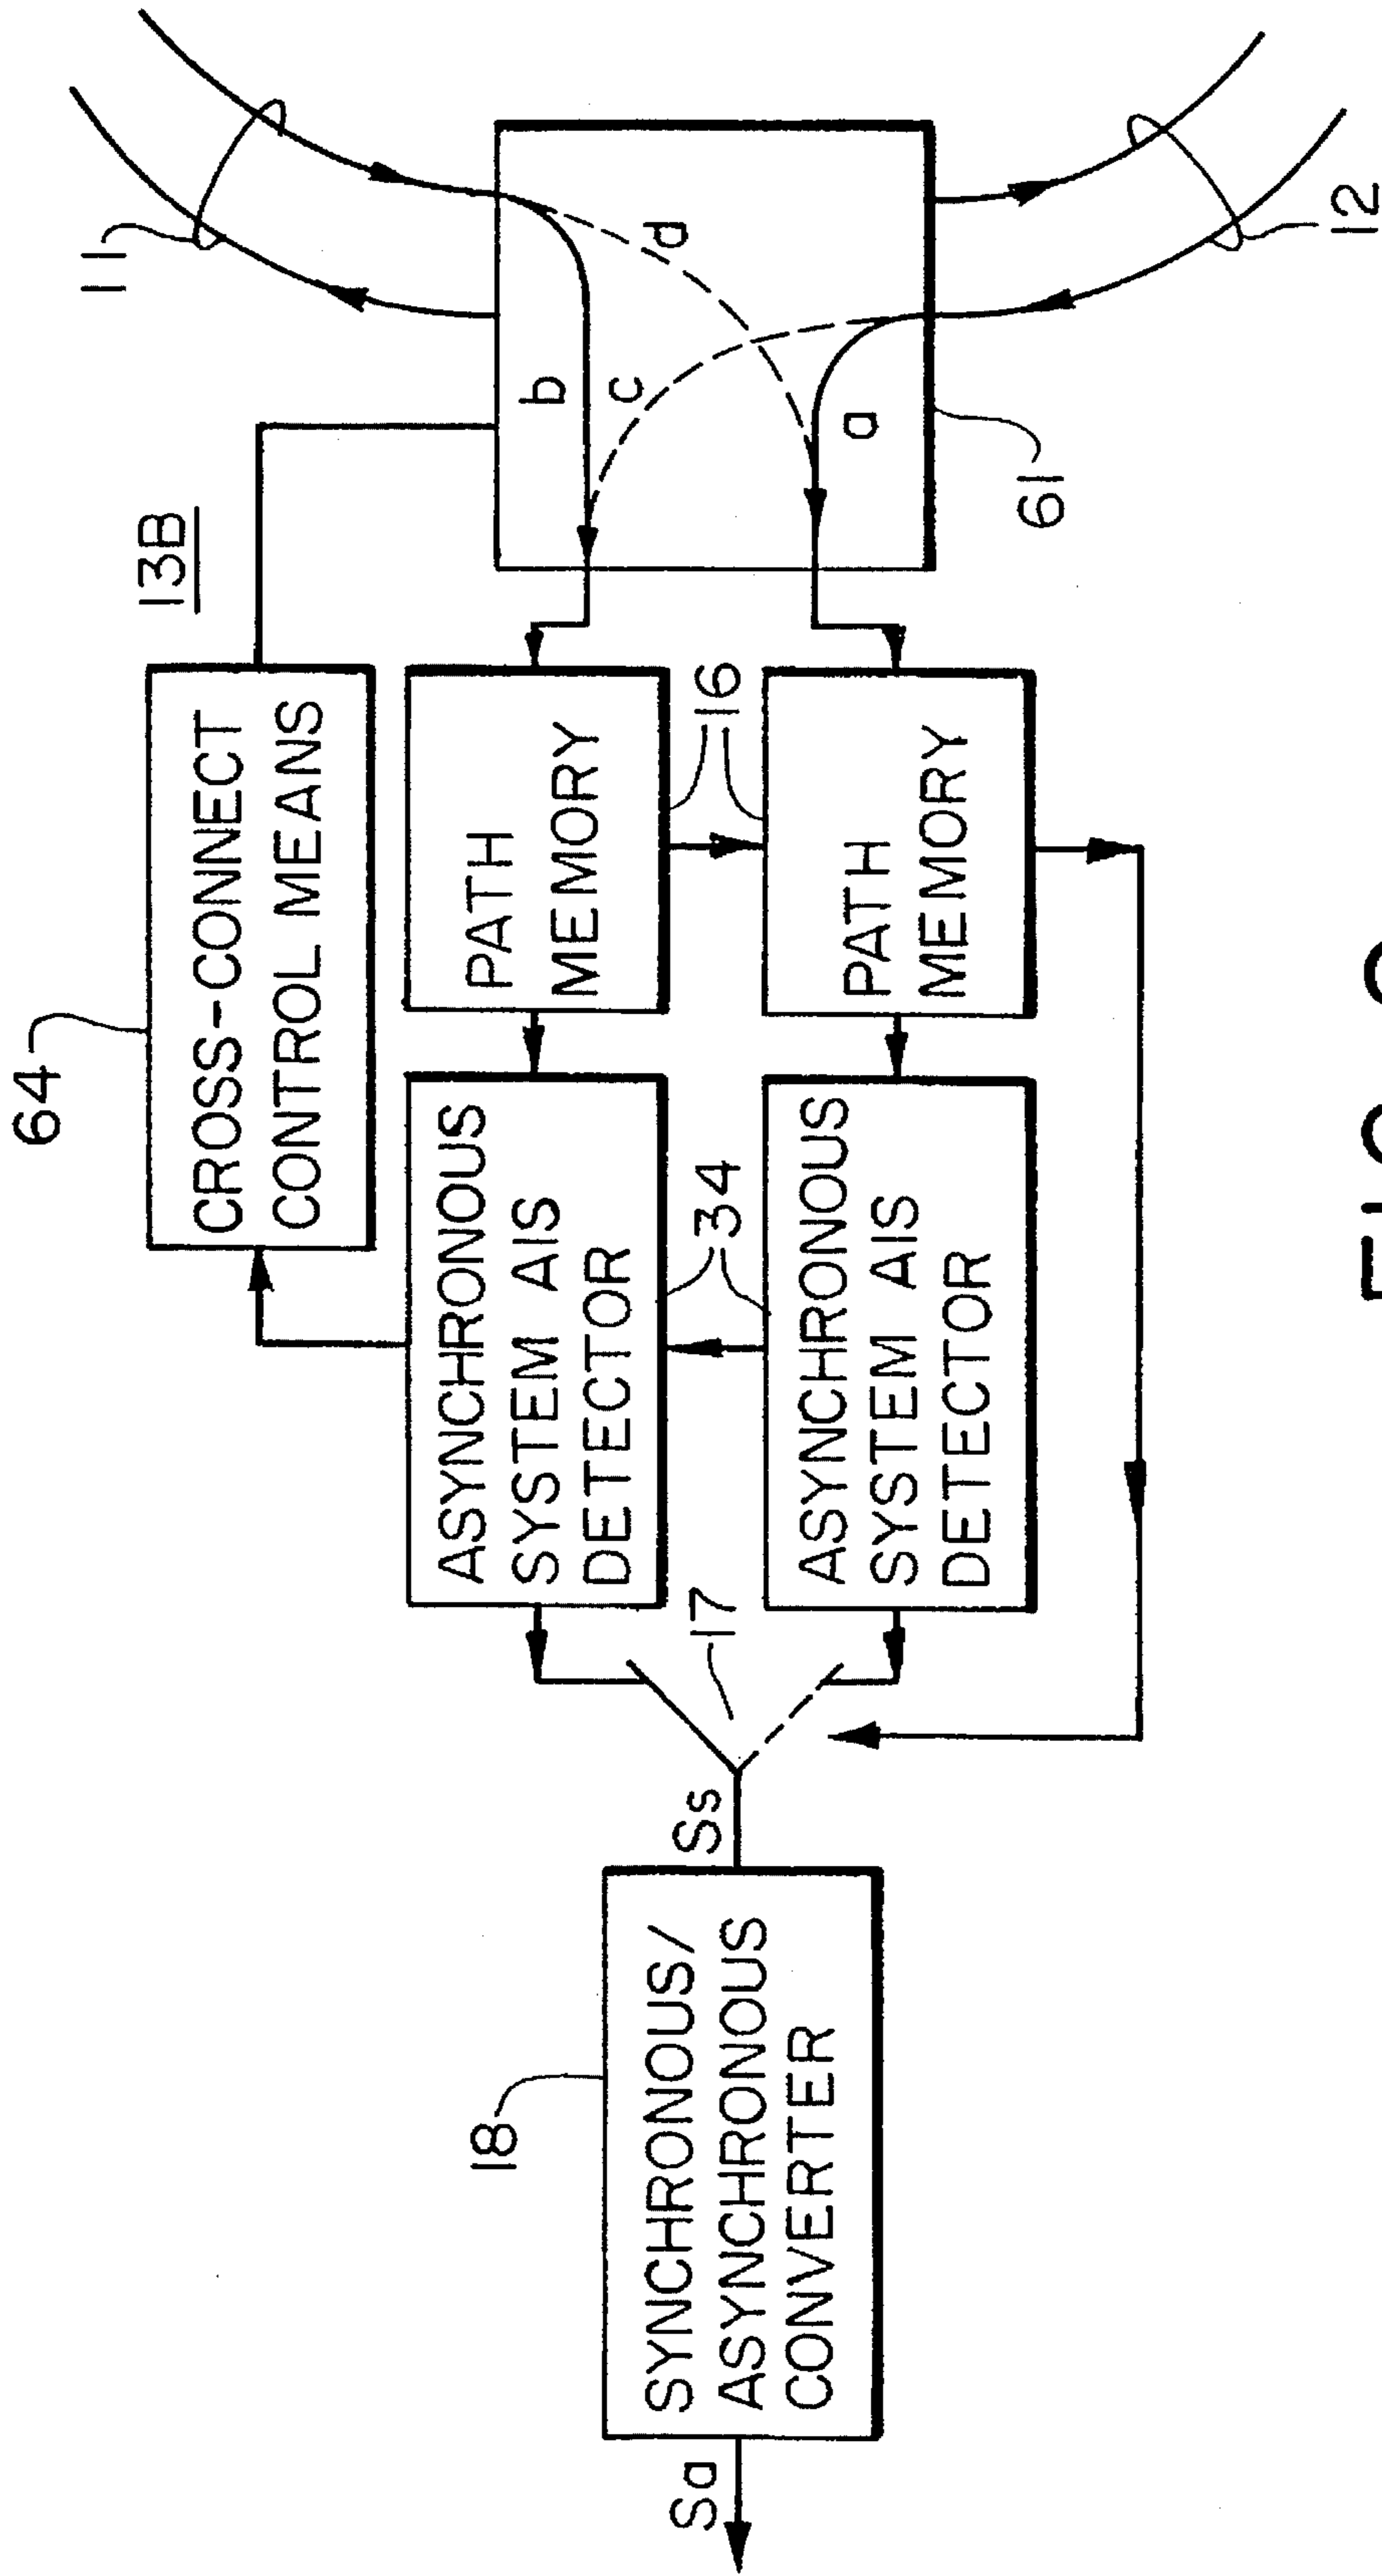 64
CROSS-CONNECT
CONTROL MEANS
13B
11
ASYNCHRONOUS
SYSTEM AIS
DETECTOR
PATH
MEMORY
b
c
d
a
18
SYNCHRONOUS/
ASYNCHRONOUS
CONVERTER
Sa
Ss
17
34
16
ASYNCHRONOUS
SYSTEM AIS
DETECTOR
PATH
MEMORY
61
12